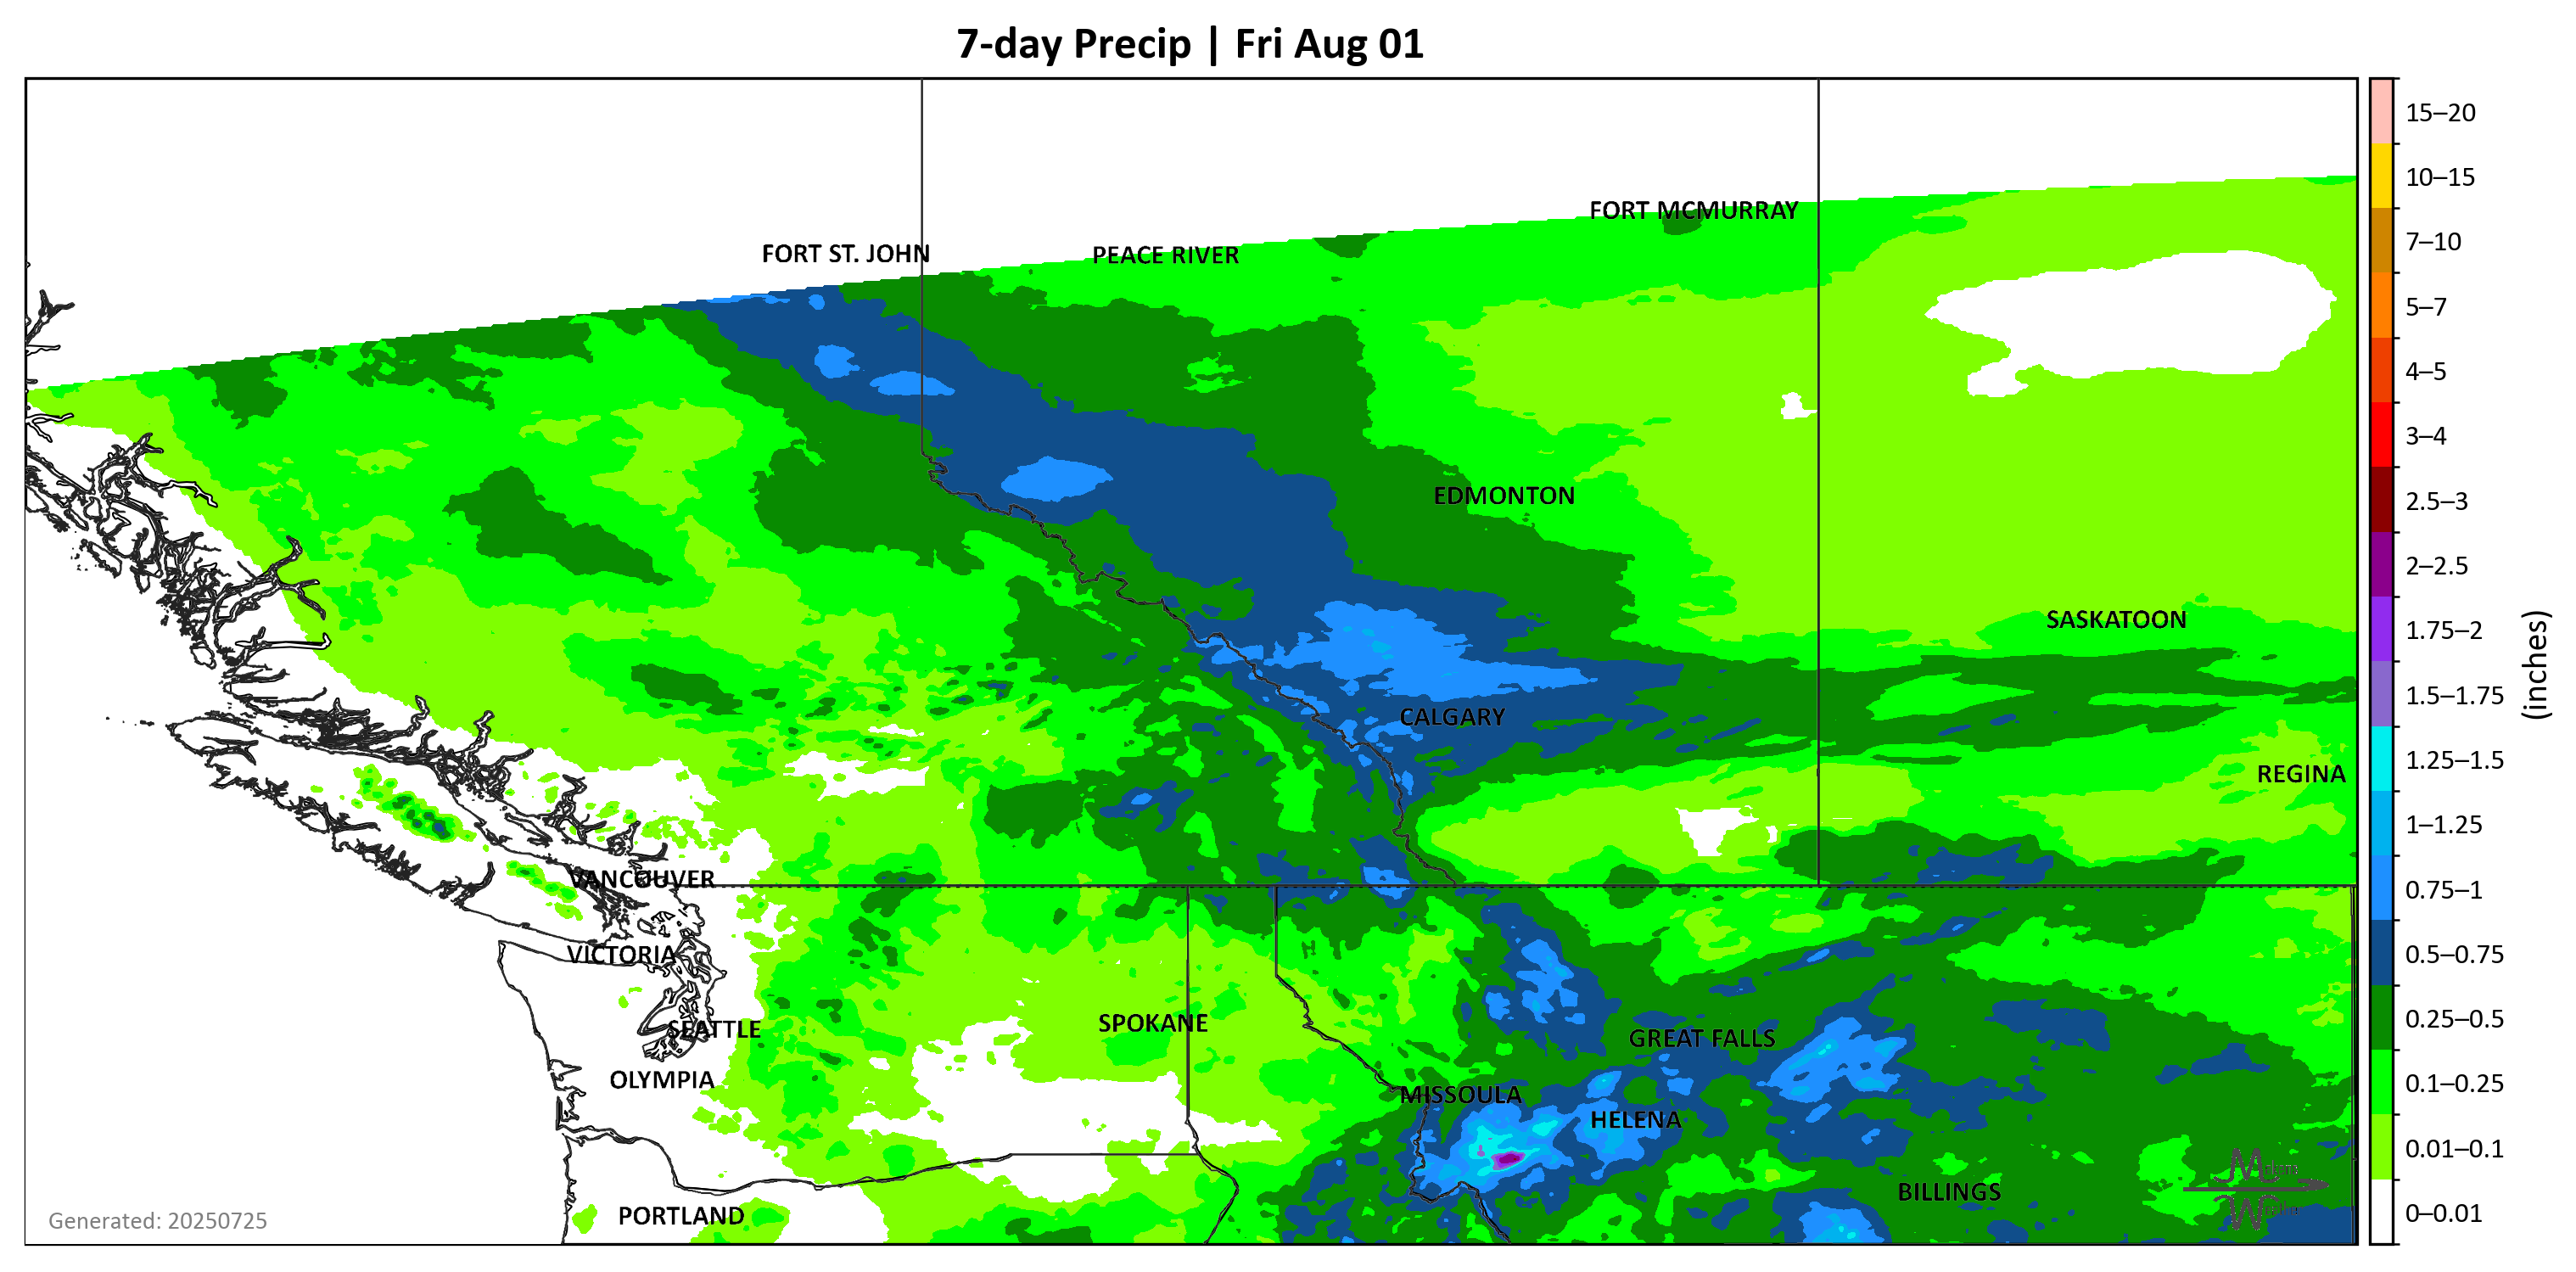 7-day Precip | Fri Aug 01
FORT MCMURRAY
FORT ST. JOHN
PEACE RIVER
EDMONTON
SASKATOON
CALGARY
REGINA
VANCOUVER
VICTORIA
SPOKANE
SEATTLE
GREAT FALLS
OLYMPIA
MISSOULA
HELENA
BILLINGS
PORTLAND
Generated: 20250725
15–20
10–15
7–10
5–7
4–5
3–4
2.5–3
2–2.5
1.75–2
1.5–1.75
1.25–1.5
1–1.25
0.75–1
0.5–0.75
0.25–0.5
0.1–0.25
0.01–0.1
0–0.01
(inches)